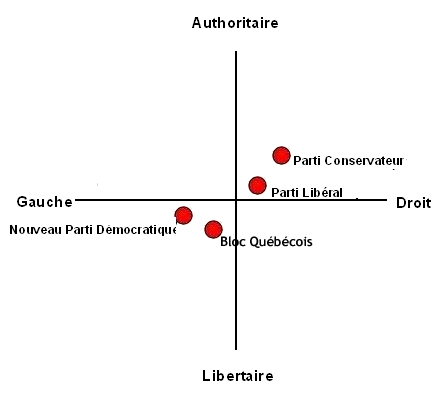 Authoritaire
Parti Conservateur
Parti Libéral
Gauche
Droit
Nouveau Parti Démocratique
Bloc Québécois
Libertaire